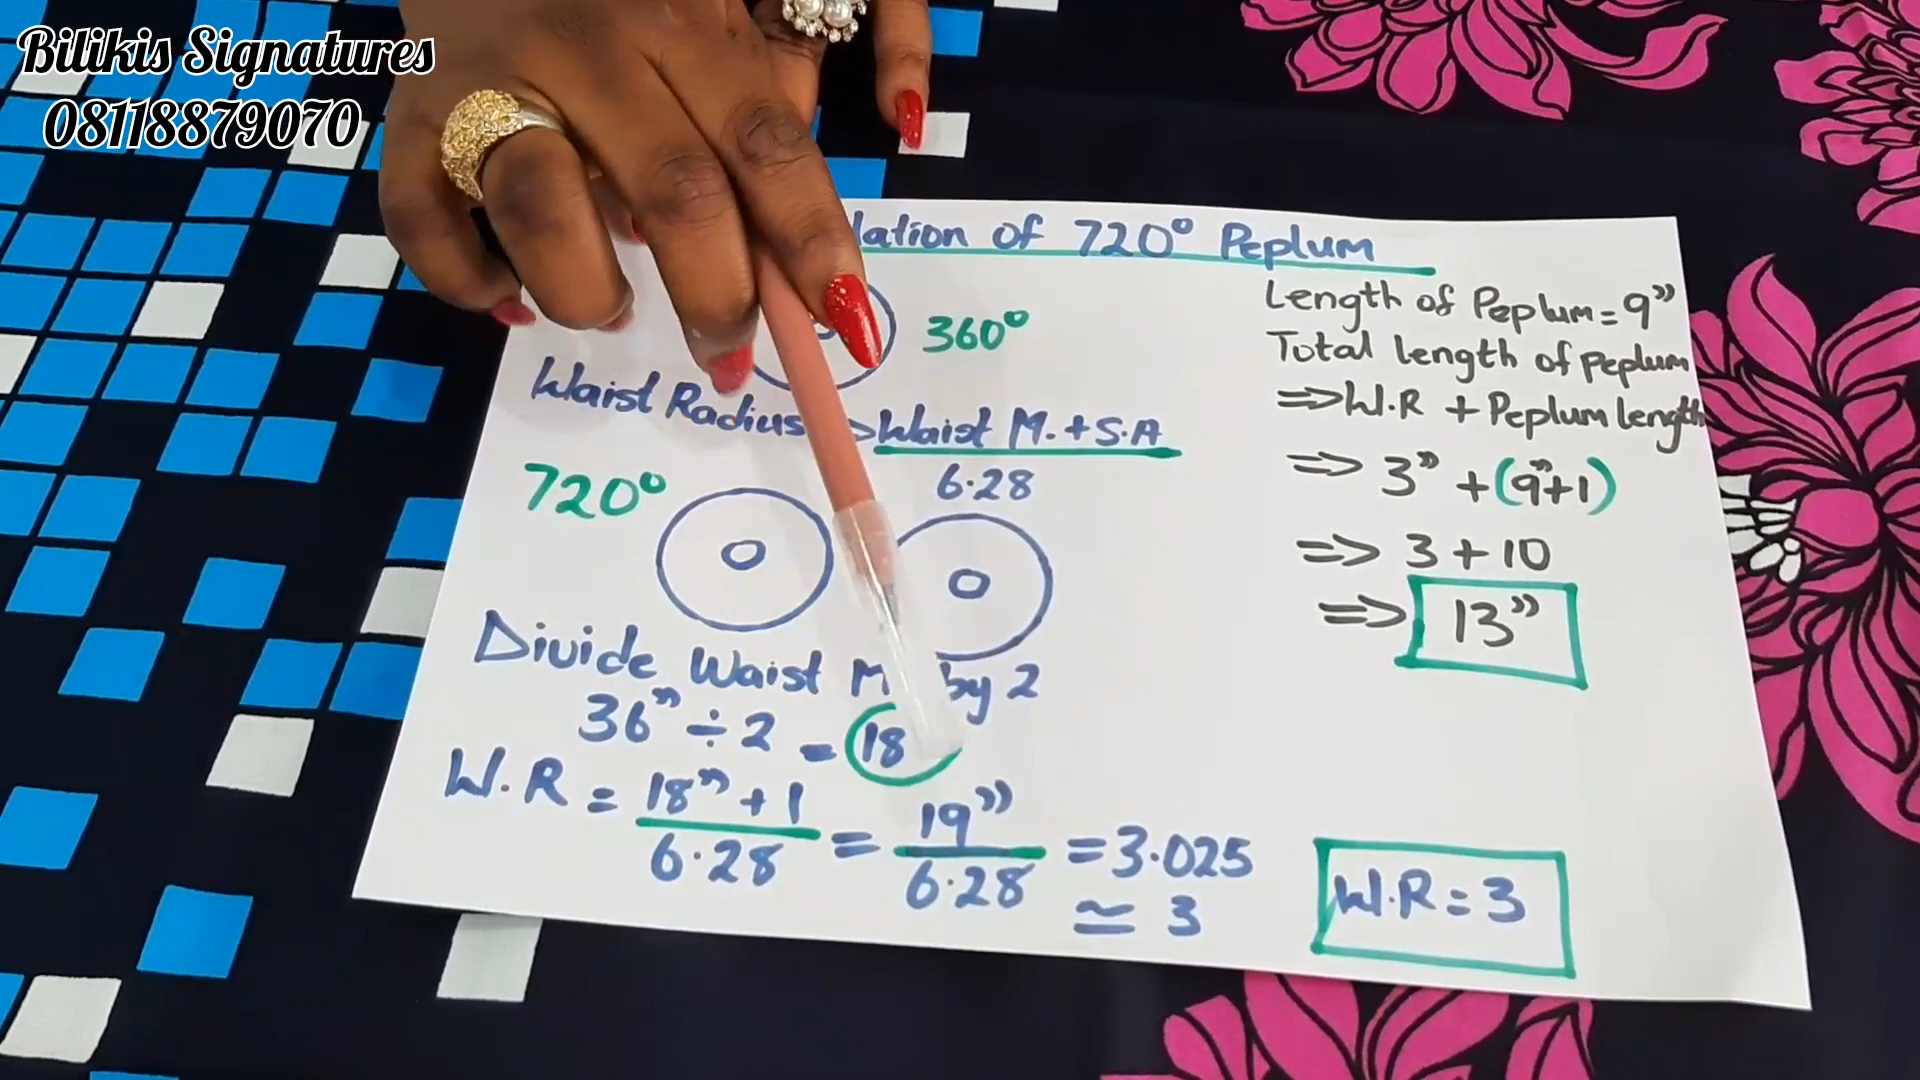 Bilikis Signatures
08118879070
lation of 720° Peplum
360°
Waist Radius => Waist M. + S.A
6.28
720°
Divide Waist M by 2
36” ÷ 2 = 18
W.R = 18” + 1 = 19” = 3.025
6.28 6.28
≃ 3
Length of Peplum = 9”
Total length of peplum
=> W.R + Peplum length
=> 3” + (9”+1)
=> 3 + 10
=> 13”
W.R = 3